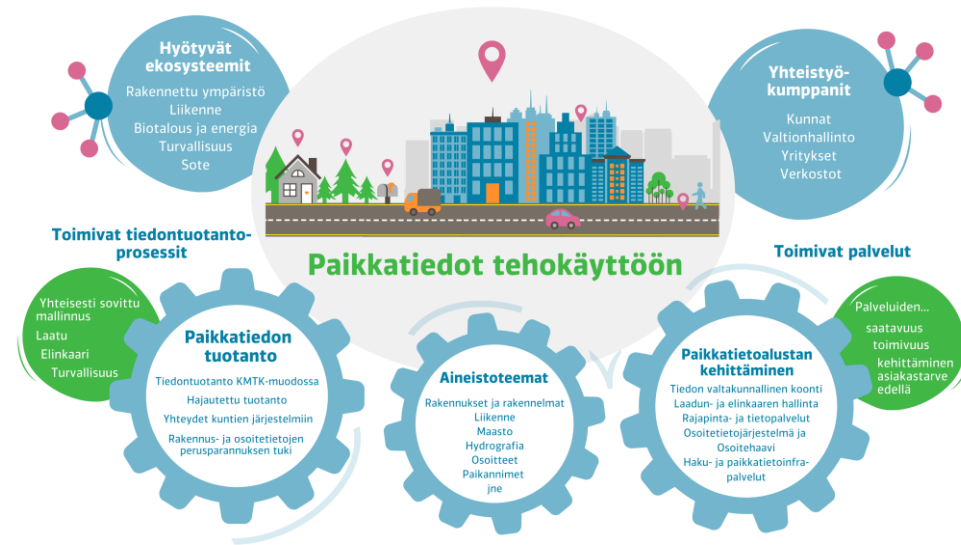 Hyötyvät
ekosysteemit
Rakennettu ympäristö
Liikenne
Biotalous ja energia
Turvallisuus
Sote
Yhteistyö-
kumppanit
Kunnat
Valtionhallinto
Yritykset
Verkostot
Paikkatiedot tehokäyttöön
Toimivat tiedontuotanto-
prosessit
Yhteisesti sovittu
mallinnus
Laatu
Elinkaari
Turvallisuus
Paikkatiedon
tuotanto
Tiedontuotanto KMTK-muodossa
Hajautettu tuotanto
Yhteydet kuntien järjestelmiin
Rakennus- ja osoitetietojen
perusparannuksen tuki
Aineistoteemat
Rakennukset ja rakennelmat
Liikenne
Maasto
Hydrografia
Osoitteet
Paikannimet
jne
Toimivat palvelut
Paikkatietoalustan
kehittäminen
Tiedon valtakunnallinen koonti
Laadun- ja elinkaaren hallinta
Rajapinta- ja tietopalvelut
Osoitetietojärjestelmä ja
Osoitehaavi
Haku- ja paikkatietoinfra-
palvelut
Palveluiden...
saatavuus
toimivuus
kehittäminen
asiakastarve
edellä